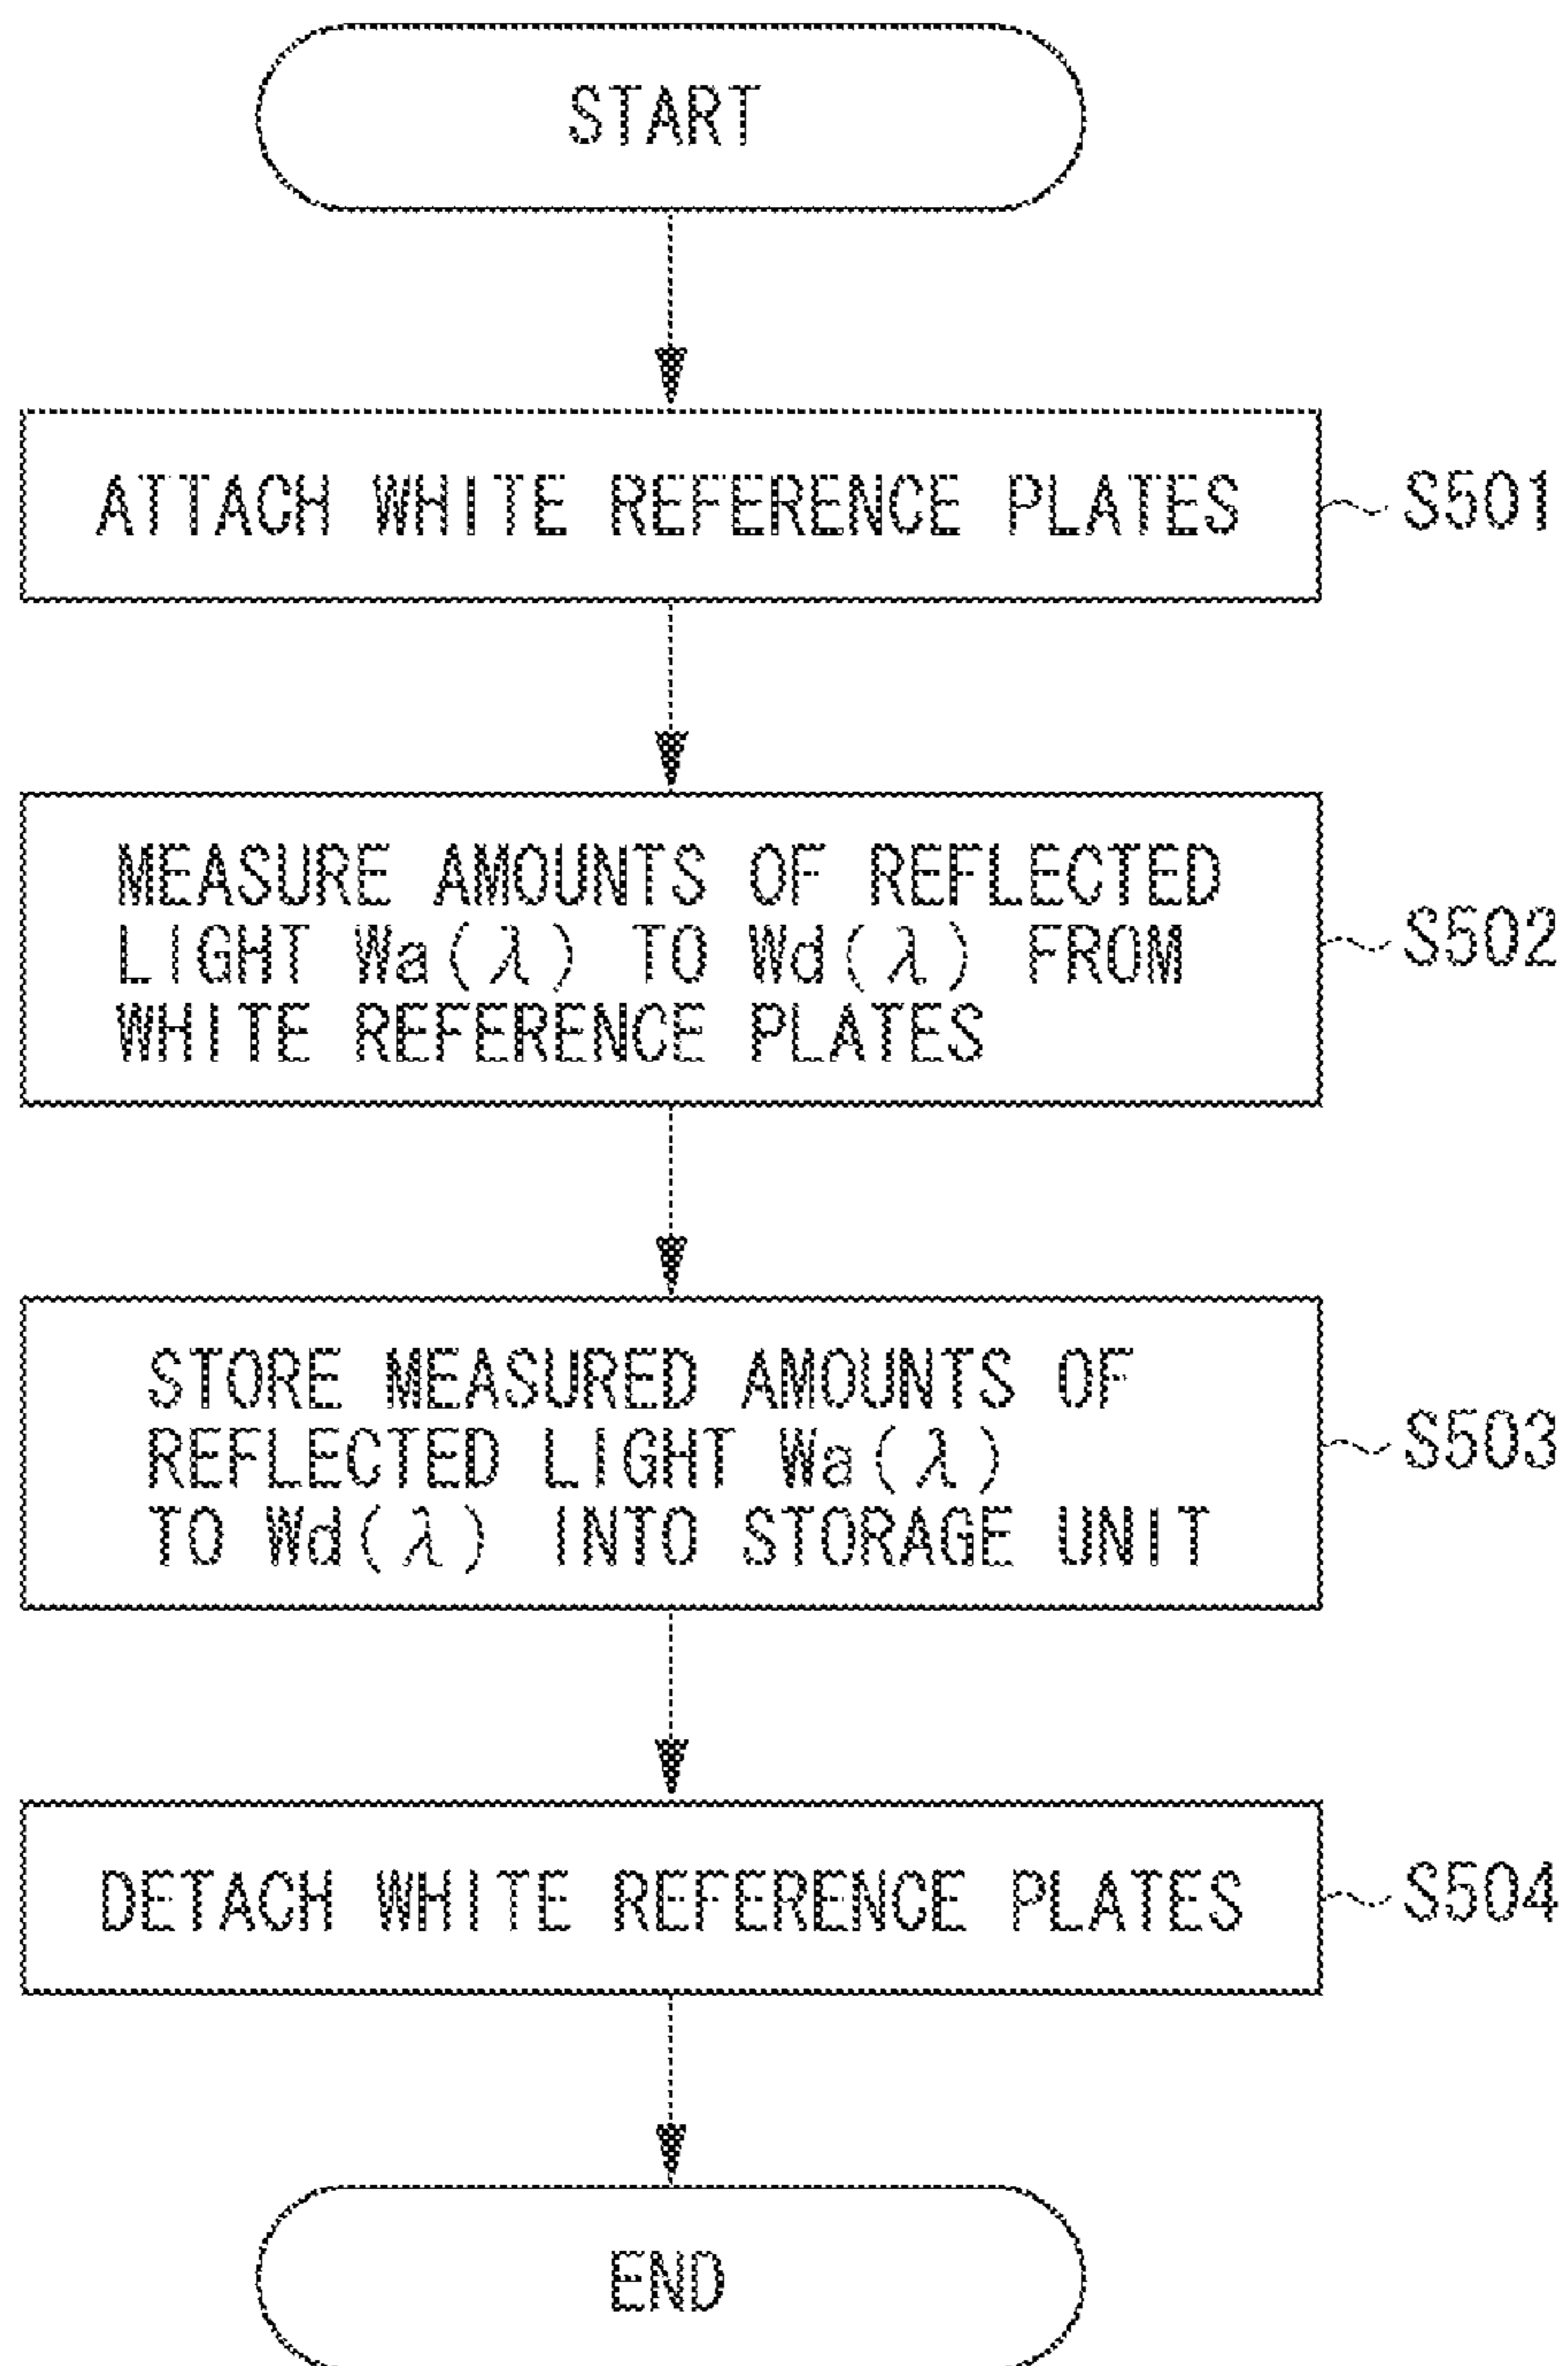 START
ATTACH WHITE REFERENCE PLATES
S501
MEASURE AMOUNTS OF REFLECTED
LIGHT Wa(λ) TO Wd(λ) FROM
WHITE REFERENCE PLATES
S502
STORE MEASURED AMOUNTS OF
REFLECTED LIGHT Wa(λ)
TO Wd(λ) INTO STORAGE UNIT
S503
DETACH WHITE REFERENCE PLATES
S504
END